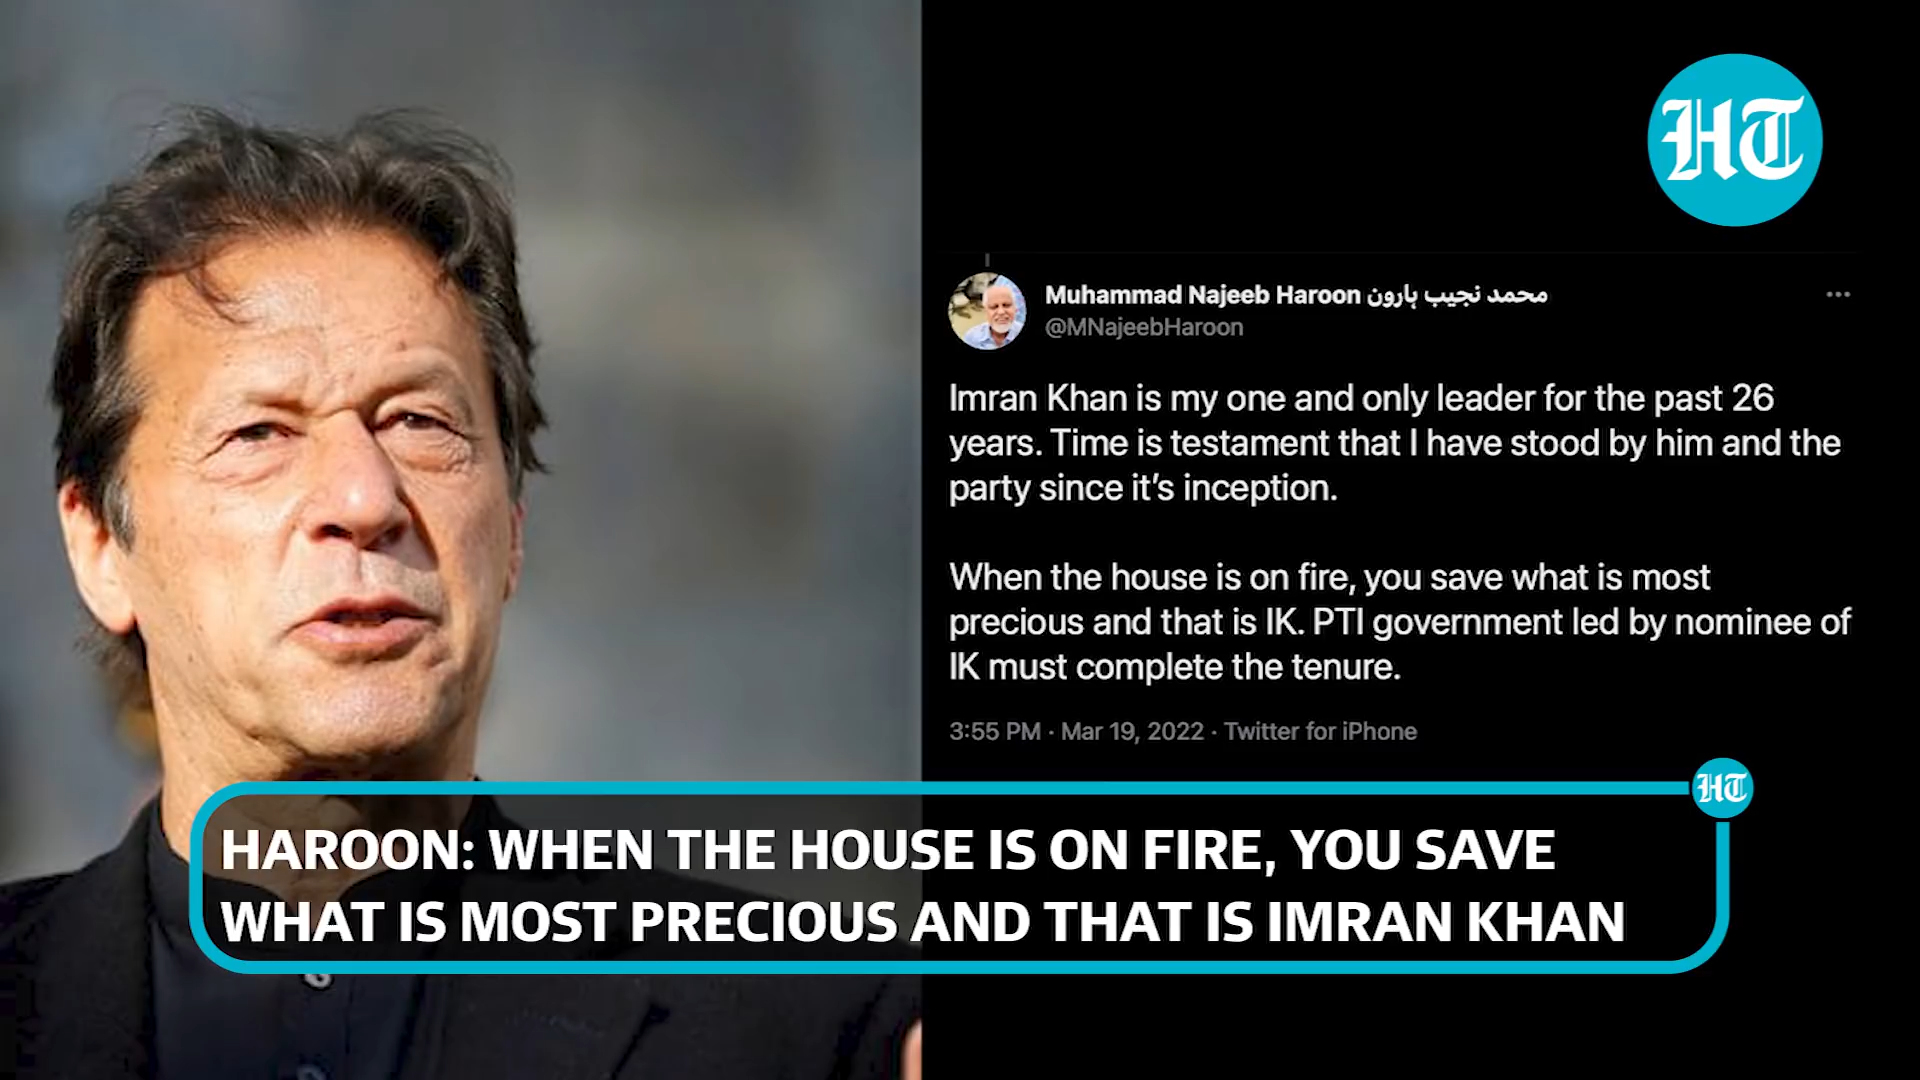 HT
Muhammad Najeeb Haroon محمد نجيب ہارون
@MNajeebHaroon
Imran Khan is my one and only leader for the past 26
years. Time is testament that I have stood by him and the
party since it’s inception.
When the house is on fire, you save what is most
precious and that is IK. PTI government led by nominee of
IK must complete the tenure.
3:55 PM · Mar 19, 2022 · Twitter for iPhone
HT
HAROON: WHEN THE HOUSE IS ON FIRE, YOU SAVE
WHAT IS MOST PRECIOUS AND THAT IS IMRAN KHAN